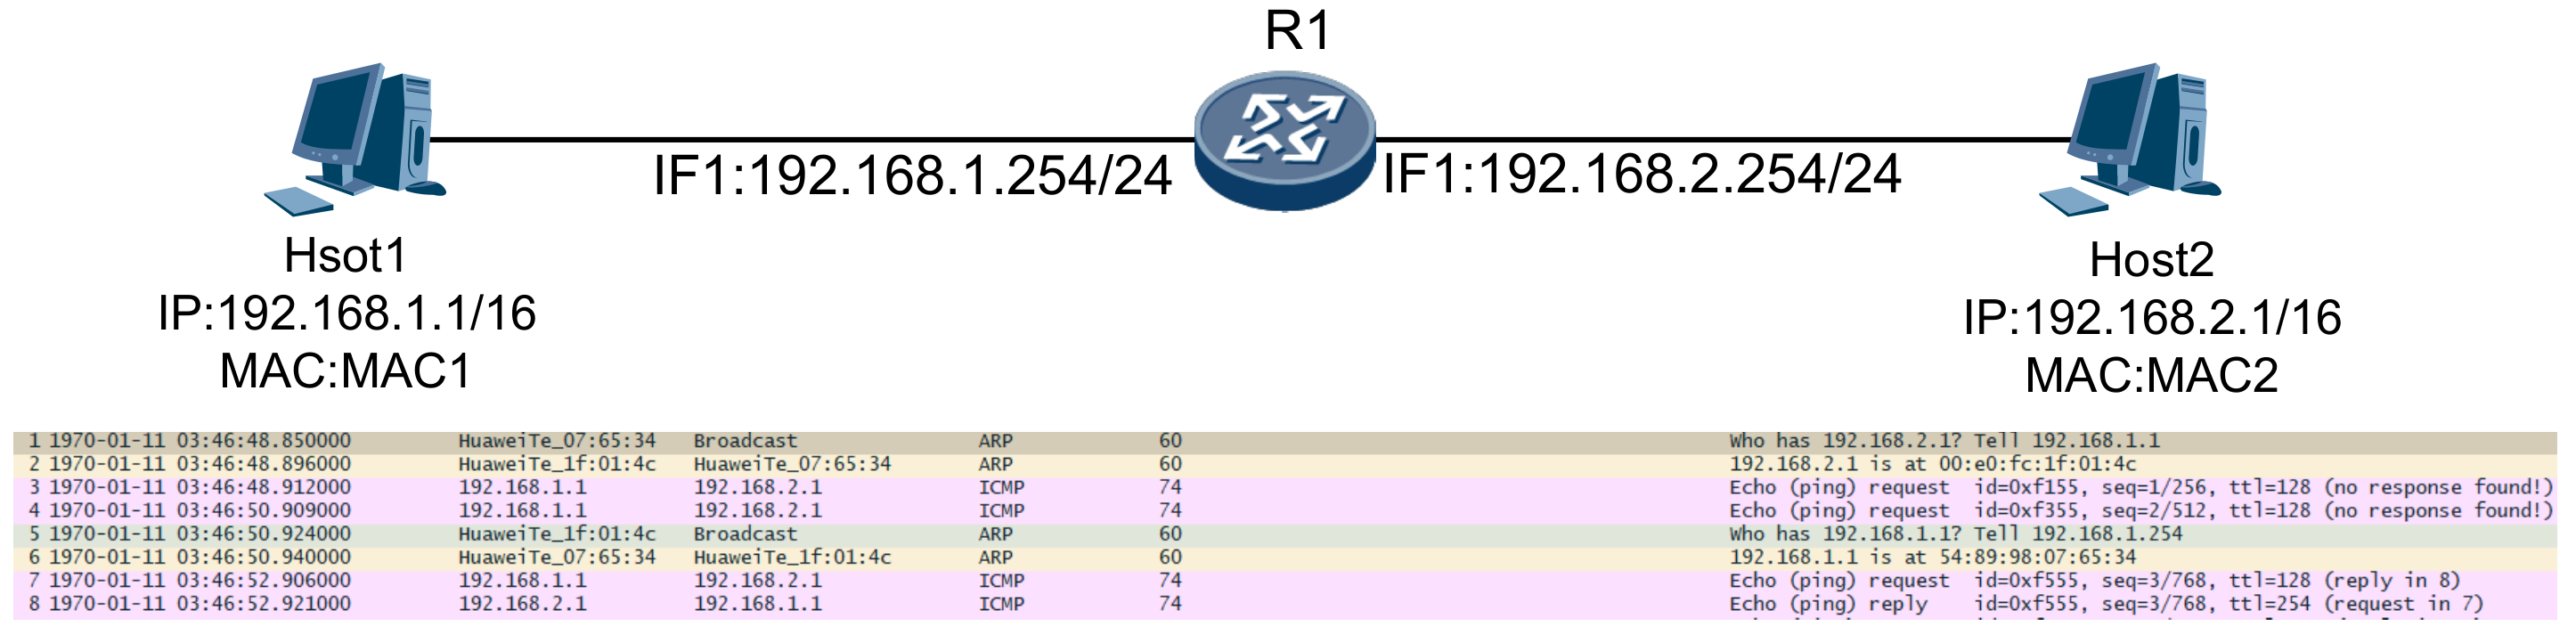 R1
IF1:192.168.1.254/24
IF1:192.168.2.254/24
Hsot1
IP:192.168.1.1/16
MAC:MAC1
Host2
IP:192.168.2.1/16
MAC:MAC2
1 1970-01-11 03:46:48.850000 HuaweiTe_07:65:34 Broadcast ARP 60 Who has 192.168.2.1? Tell 192.168.1.1
2 1970-01-11 03:46:48.896000 HuaweiTe_1f:01:4c HuaweiTe_07:65:34 ARP 60 192.168.2.1 is at 00:e0:fc:1f:01:4c
3 1970-01-11 03:46:48.912000 192.168.1.1 192.168.2.1 ICMP 74 Echo (ping) request id=0xf155, seq=1/256, ttl=128 (no response found!)
4 1970-01-11 03:46:50.909000 192.168.1.1 192.168.2.1 ICMP 74 Echo (ping) request id=0xf355, seq=2/512, ttl=128 (no response found!)
5 1970-01-11 03:46:50.924000 HuaweiTe_1f:01:4c Broadcast ARP 60 Who has 192.168.1.1? Tell 192.168.1.254
6 1970-01-11 03:46:50.940000 HuaweiTe_07:65:34 HuaweiTe_1f:01:4c ARP 60 192.168.1.1 is at 54:89:98:07:65:34
7 1970-01-11 03:46:52.906000 192.168.1.1 192.168.2.1 ICMP 74 Echo (ping) request id=0xf555, seq=3/768, ttl=128 (reply in 8)
8 1970-01-11 03:46:52.921000 192.168.2.1 192.168.1.1 ICMP 74 Echo (ping) reply id=0xf555, seq=3/768, ttl=254 (request in 7)